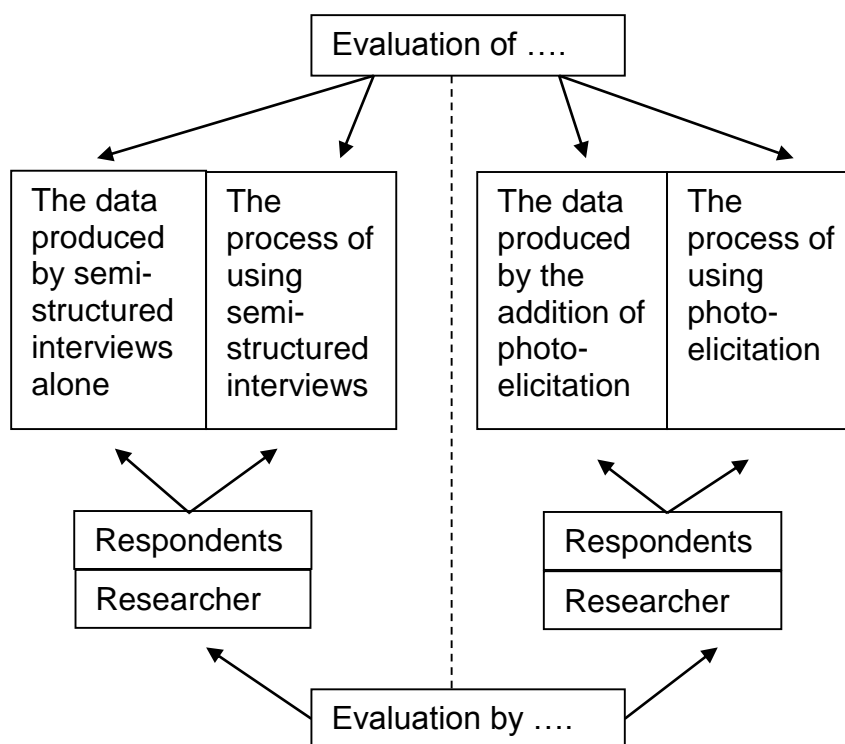 Evaluation of ….
The data
produced
by semi-
structured
interviews
alone
The
process of
using
semi-
structured
interviews
The data
produced
by the
addition of
photo-
elicitation
The
process of
using
photo-
elicitation
Respondents
Researcher
Respondents
Researcher
Evaluation by ….